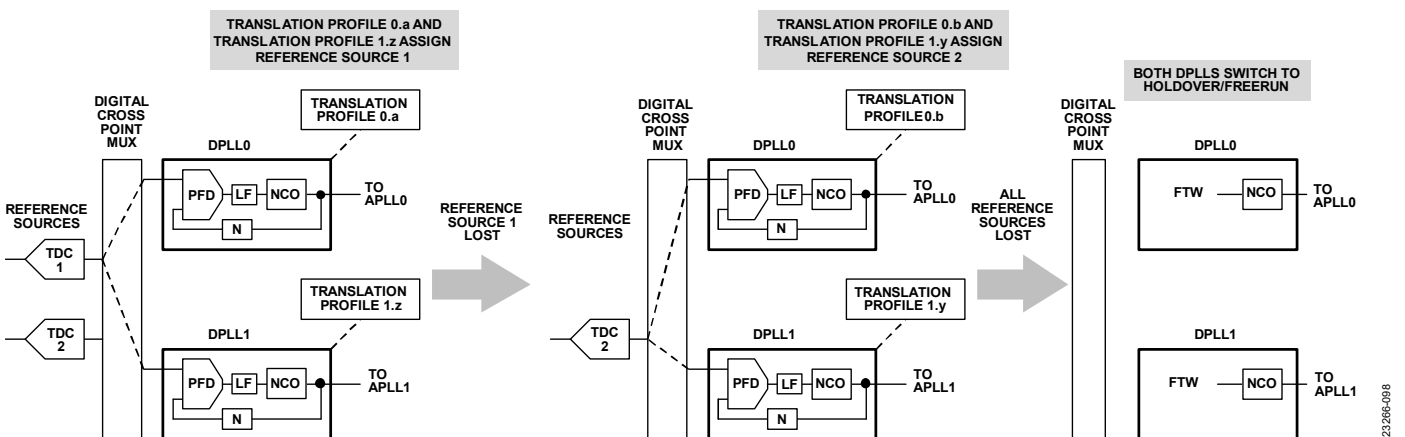 TRANSLATION PROFILE 0.a AND
TRANSLATION PROFILE 1.z ASSIGN
REFERENCE SOURCE 1
DIGITAL
CROSS
POINT
MUX
TRANSLATION
PROFILE 0.a
DPLL0
PFD
LF
NCO
N
TO
APLL0
REFERENCE
SOURCES
TDC
1
TDC
2
TRANSLATION
PROFILE 1.z
DPLL1
PFD
LF
NCO
N
TO
APLL1
REFERENCE
SOURCE 1
LOST
TRANSLATION PROFILE 0.b AND
TRANSLATION PROFILE 1.y ASSIGN
REFERENCE SOURCE 2
DIGITAL
CROSS
POINT
MUX
TRANSLATION
PROFILE0.b
DPLL0
PFD
LF
NCO
N
TO
APLL0
REFERENCE
SOURCES
TDC
2
TRANSLATION
PROFILE 1.y
DPLL1
PFD
LF
NCO
N
TO
APLL1
ALL
REFERENCE
SOURCES
LOST
BOTH DPLLS SWITCH TO
HOLDOVER/FREERUN
DIGITAL
CROSS
POINT
MUX
DPLL0
FTW
NCO
TO
APLL0
DPLL1
FTW
NCO
TO
APLL1
23266-098